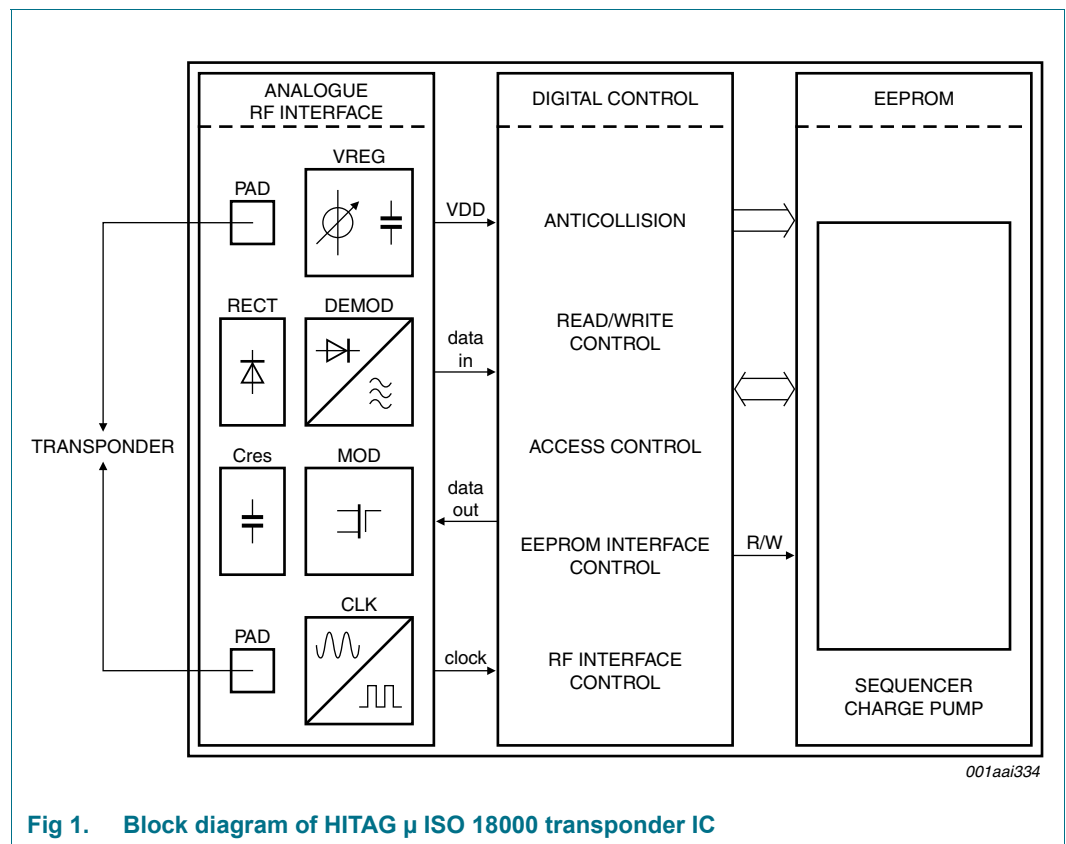 ANALOGUE
RF INTERFACE
VREG
PAD
RECT
DEMOD
TRANSPONDER
Cres
MOD
CLK
PAD
VDD
data
in
data
out
clock
DIGITAL CONTROL
ANTICOLLISION
READ/WRITE
CONTROL
ACCESS CONTROL
EEPROM INTERFACE
CONTROL
RF INTERFACE
CONTROL
R/W
EEPROM
SEQUENCER
CHARGE PUMP
001aai334
Fig 1. Block diagram of HITAG μ ISO 18000 transponder IC